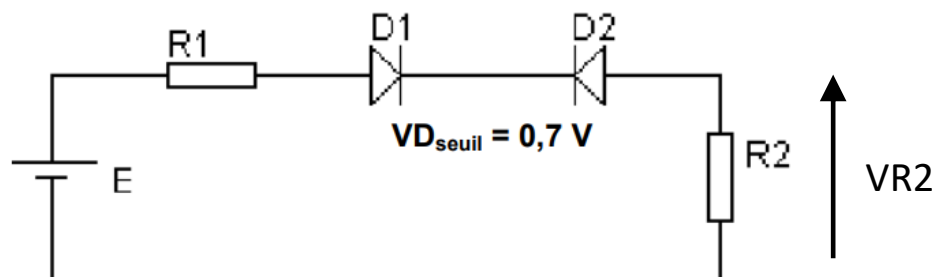 D1 D2
R1
VDseuil = 0,7 V
R2
E
VR2